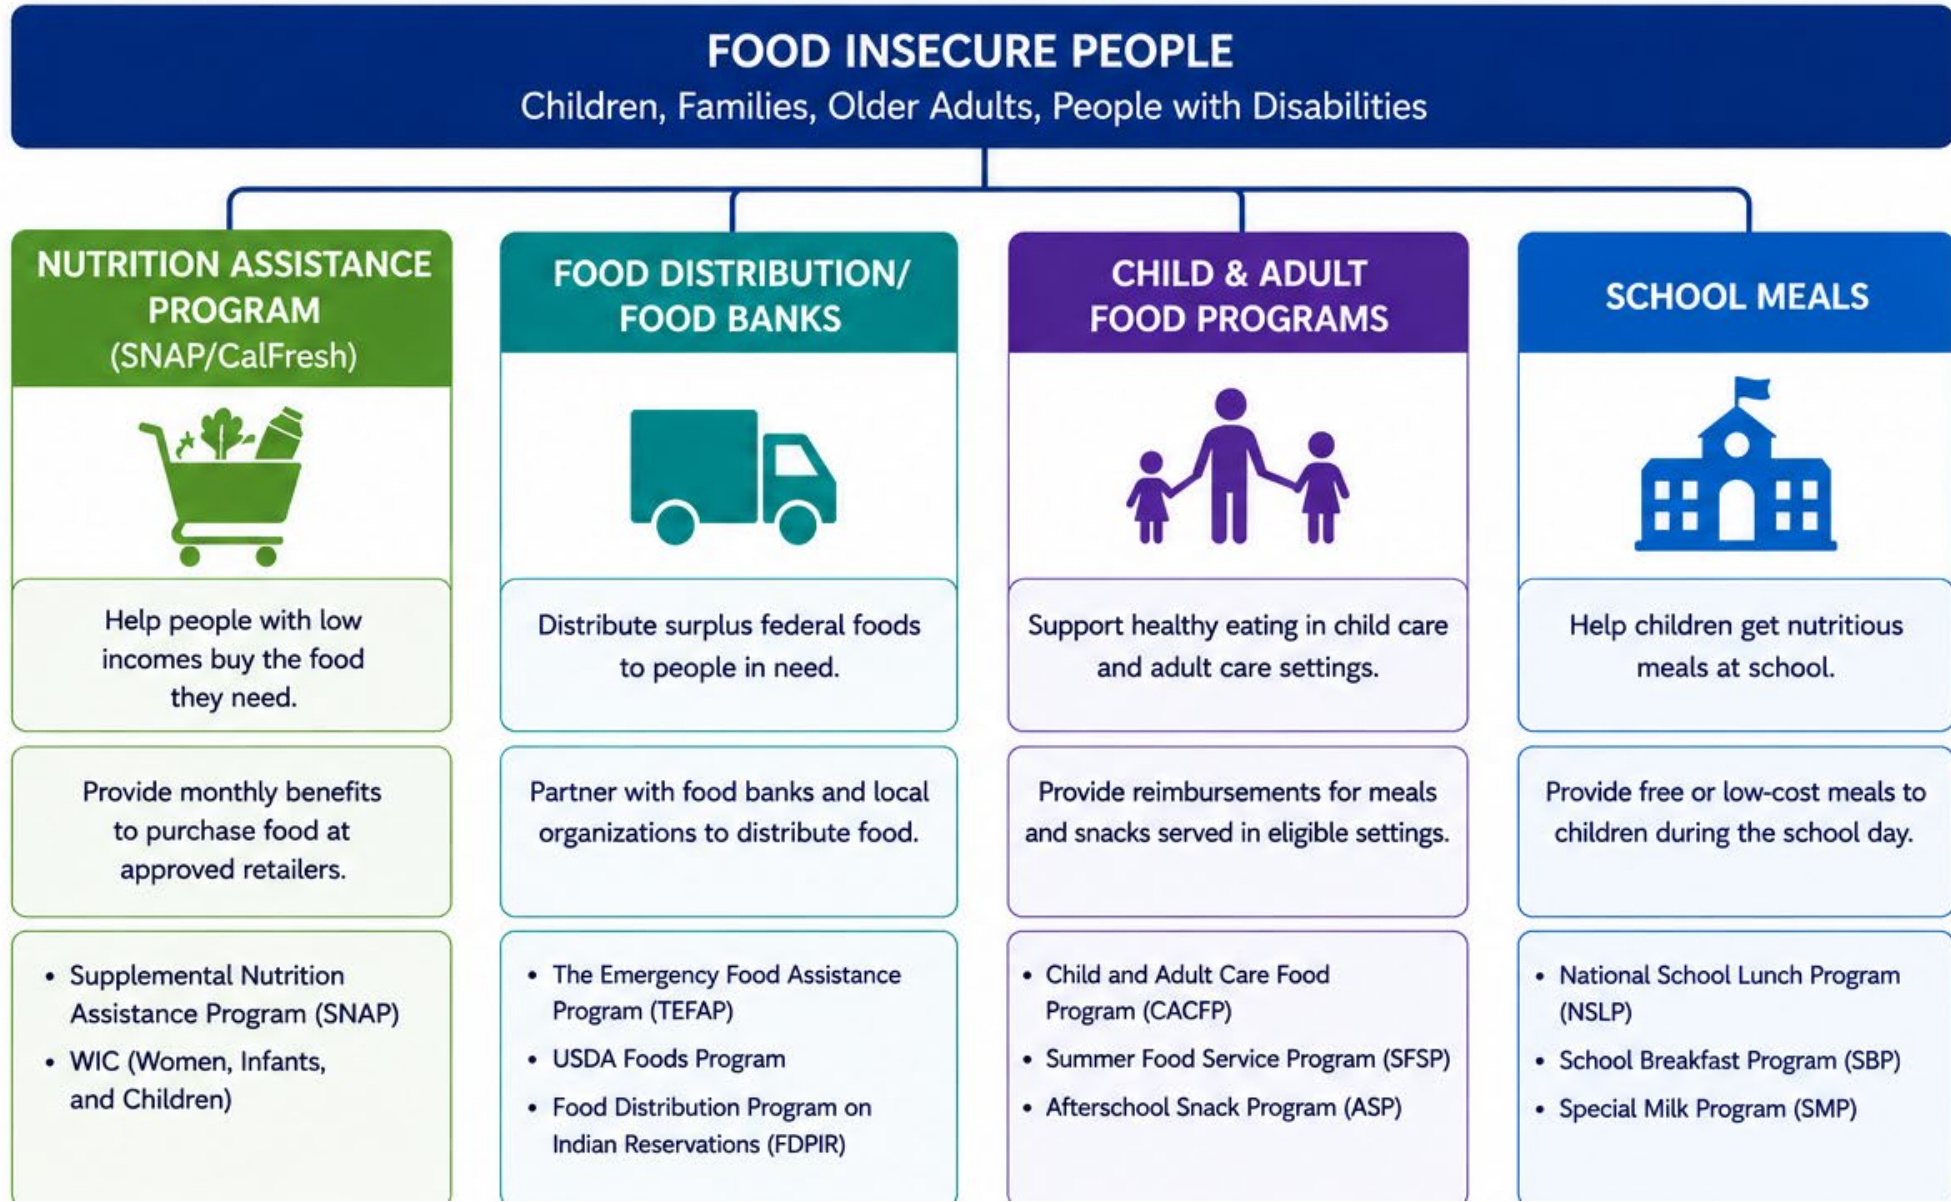 FOOD INSECURE PEOPLE
Children, Families, Older Adults, People with Disabilities
NUTRITION ASSISTANCE
PROGRAM
(SNAP/CalFresh)
Help people with low
incomes buy the food
they need.
Provide monthly benefits
to purchase food at
approved retailers.
• Supplemental Nutrition
Assistance Program (SNAP)
• WIC (Women, Infants,
and Children)
FOOD DISTRIBUTION/
FOOD BANKS
Distribute surplus federal foods
to people in need.
Partner with food banks and local
organizations to distribute food.
• The Emergency Food Assistance
Program (TEFAP)
• USDA Foods Program
• Food Distribution Program on
Indian Reservations (FDPIR)
CHILD & ADULT
FOOD PROGRAMS
Support healthy eating in child care
and adult care settings.
Provide reimbursements for meals
and snacks served in eligible settings.
• Child and Adult Care Food
Program (CACFP)
• Summer Food Service Program (SFSP)
• Afterschool Snack Program (ASP)
SCHOOL MEALS
Help children get nutritious
meals at school.
Provide free or low-cost meals to
children during the school day.
• National School Lunch Program
(NSLP)
• School Breakfast Program (SBP)
• Special Milk Program (SMP)